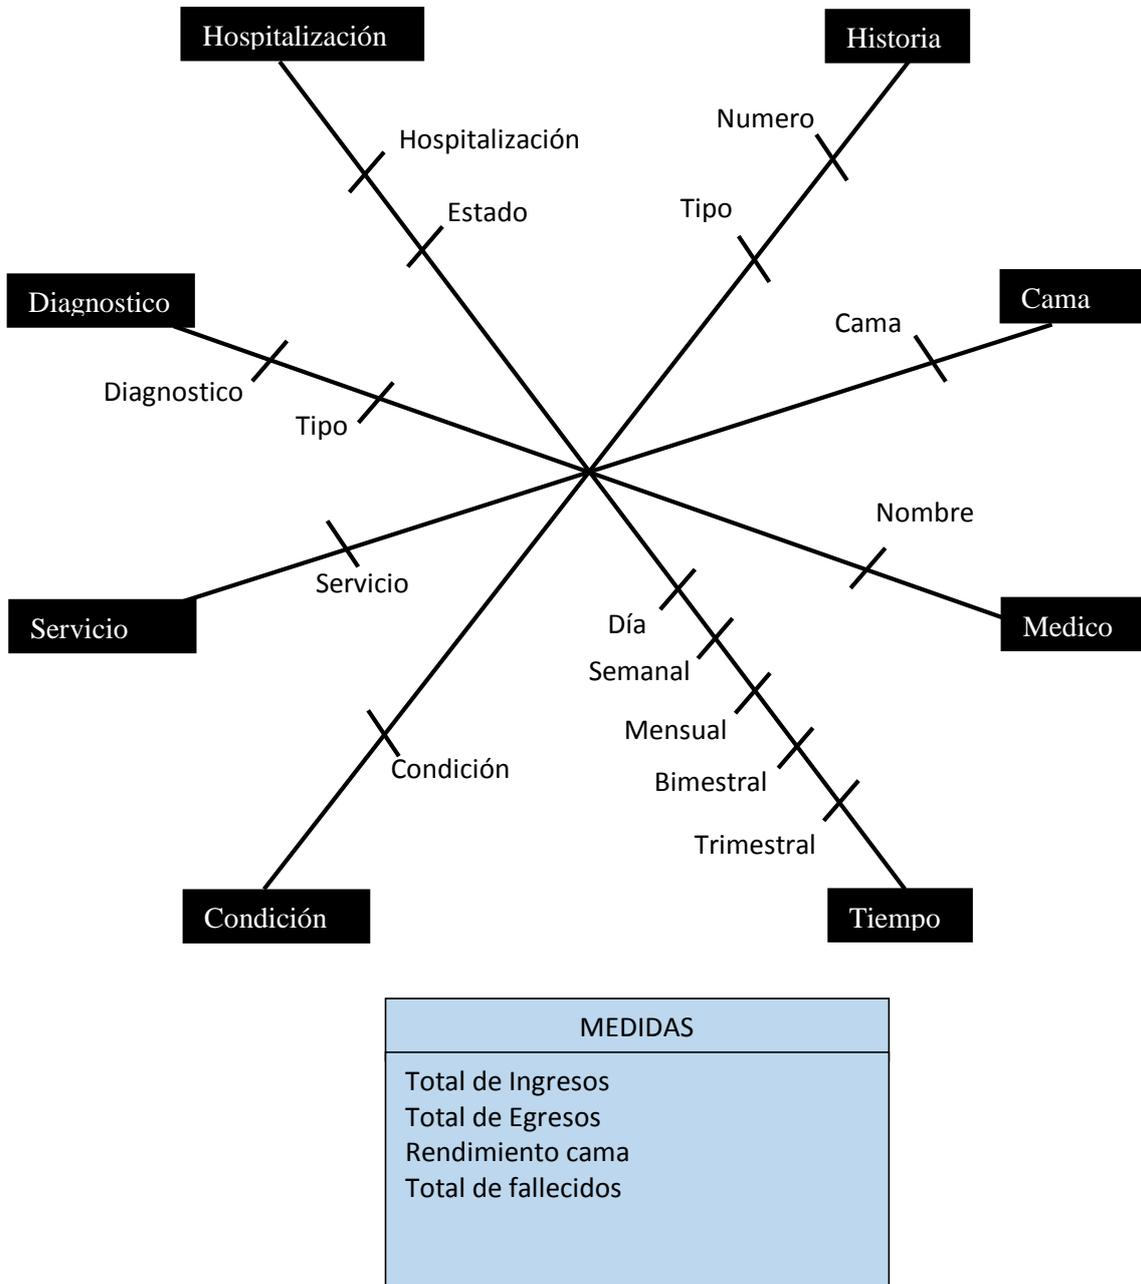 Hospitalización
Historia
Numero
Hospitalización
Tipo
Estado
Diagnostico
Cama
Cama
Diagnostico
Tipo
Nombre
Servicio
Servicio
Día
Medico
Semanal
Mensual
Condición
Bimestral
Trimestral
Condición
Tiempo
MEDIDAS
Total de Ingresos
Total de Egresos
Rendimiento cama
Total de fallecidos